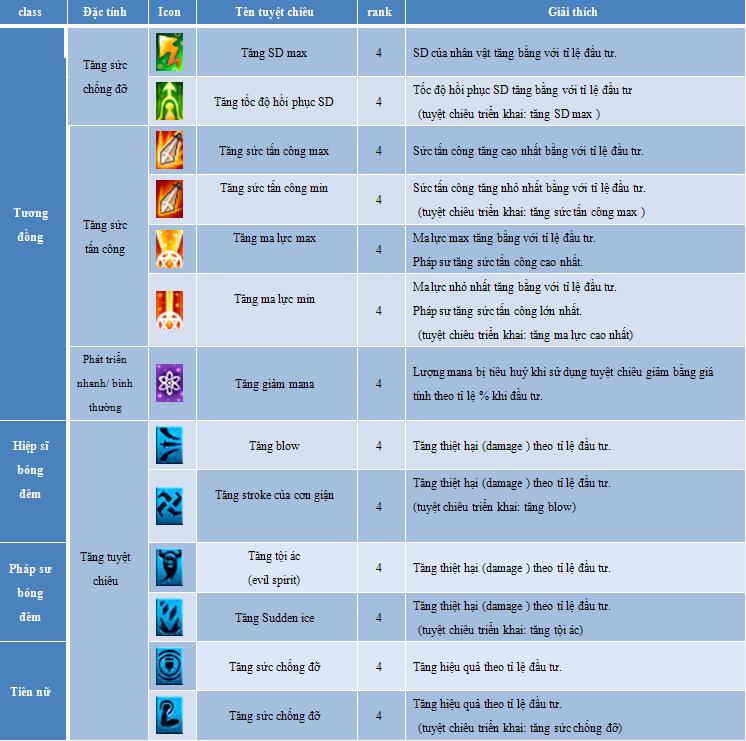 class Đặc tính Icon Tên tuyệt chiêu rank Giải thích
Tương
đồng
Tăng sức
chống đỡ
Tăng SD max 4 SD của nhân vật tăng bằng với tỉ lệ đầu tư.
Tăng tốc độ hồi phục SD 4 Tốc độ hồi phục SD tăng bằng với tỉ lệ đầu tư
(tuyệt chiêu triển khai: tăng SD max )
Tăng sức
tấn công
Tăng sức tấn công max 4 Sức tấn công tăng cao nhất bằng với tỉ lệ đầu tư.
Tăng sức tấn công min 4 Sức tấn công tăng nhỏ nhất bằng với tỉ lệ đầu tư.
(tuyệt chiêu triển khai: tăng sức tấn công max )
Tăng ma lực max 4 Ma lực max tăng bằng với tỉ lệ đầu tư.
Pháp sư tăng sức tấn công cao nhất.
Tăng ma lực min 4 Ma lực nhỏ nhất tăng bằng với tỉ lệ đầu tư.
Pháp sư tăng sức tấn công lớn nhất.
(tuyệt chiêu triển khai: tăng ma lực cao nhất)
Phát triển
nhanh/ bình
thường
Tăng giảm mana 4 Lượng mana bị tiêu huỷ khi sử dụng tuyệt chiêu giảm bằng giá
tính theo tỉ lệ % khi đầu tư.
Hiệp sĩ
bóng
đêm
Tăng tuyệt
chiêu
Tăng blow 4 Tăng thiệt hại (damage ) theo tỉ lệ đầu tư.
Tăng stroke của cơn giận 4 Tăng thiệt hại (damage ) theo tỉ lệ đầu tư.
(tuyệt chiêu triển khai: tăng blow)
Pháp sư
bóng
đêm
Tăng tội ác
(evil spirit)
4 Tăng thiệt hại (damage ) theo tỉ lệ đầu tư.
Tăng Sudden ice 4 Tăng thiệt hại (damage ) theo tỉ lệ đầu tư.
(tuyệt chiêu triển khai: tăng tội ác)
Tiên nữ
Tăng sức chống đỡ 4 Tăng hiệu quả theo tỉ lệ đầu tư.
Tăng sức chống đỡ 4 Tăng hiệu quả theo tỉ lệ đầu tư.
(tuyệt chiêu triển khai: tăng sức chống đỡ)